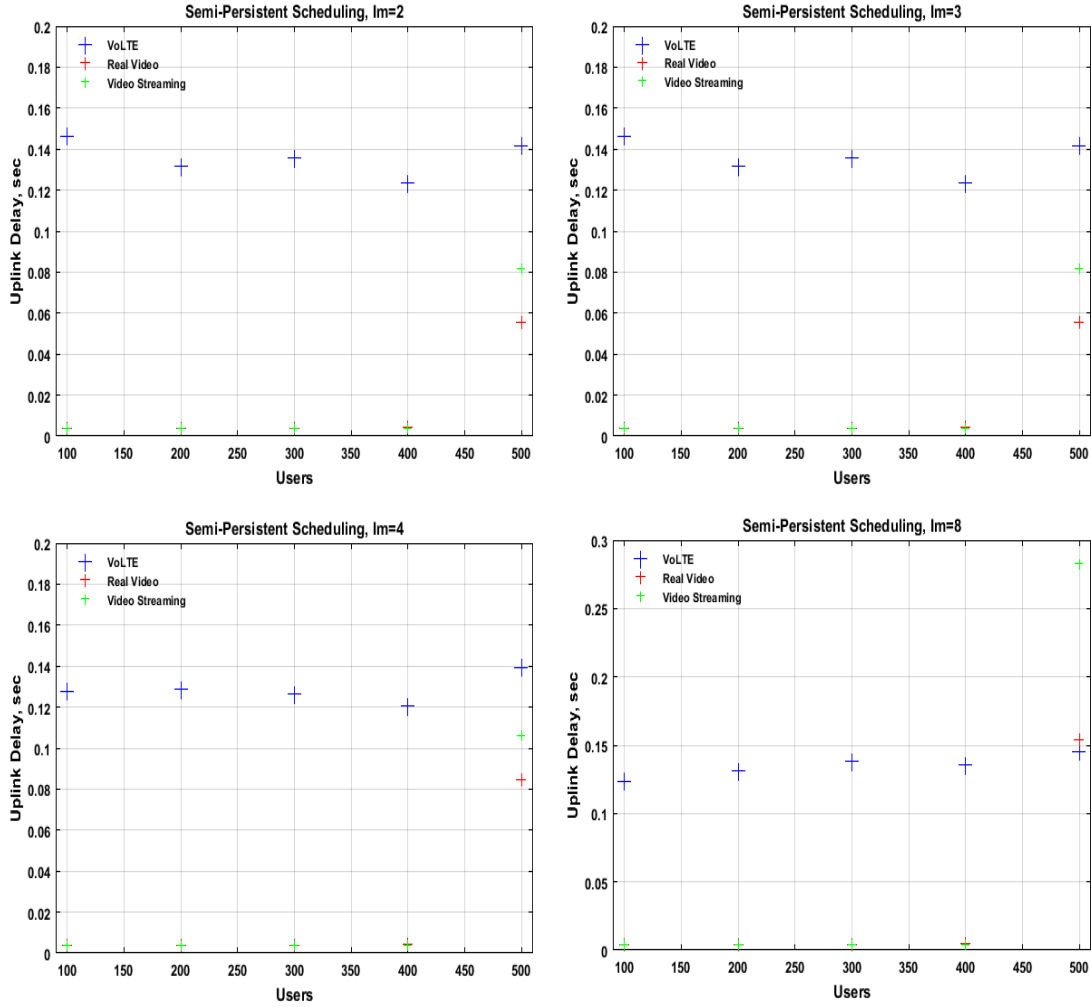 Semi-Persistent Scheduling, Im=2
VoLTE
Real Video
Video Streaming
0.2
0.18
0.16
0.14
0.12
0.1
0.08
0.06
0.04
0.02
0
Uplink Delay, sec
100 150 200 250 300 350 400 450 500
Users
Semi-Persistent Scheduling, Im=3
VoLTE
Real Video
Video Streaming
0.2
0.18
0.16
0.14
0.12
0.1
0.08
0.06
0.04
0.02
0
Uplink Delay, sec
100 150 200 250 300 350 400 450 500
Users
Semi-Persistent Scheduling, Im=4
VoLTE
Real Video
Video Streaming
0.2
0.18
0.16
0.14
0.12
0.1
0.08
0.06
0.04
0.02
0
Uplink Delay, sec
100 150 200 250 300 350 400 450 500
Users
Semi-Persistent Scheduling, Im=8
VoLTE
Real Video
Video Streaming
0.3
0.25
0.2
0.15
0.1
0.05
0
Uplink Delay, sec
100 150 200 250 300 350 400 450 500
Users